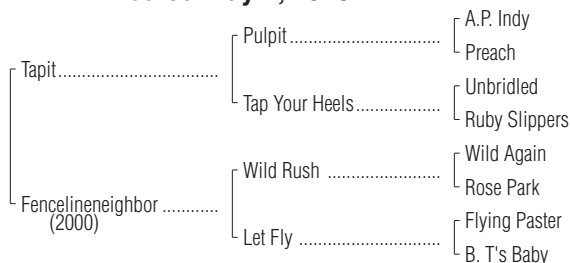 A.P. Indy
Pulpit
Preach
Tapit
Unbridled
Tap Your Heels
Ruby Slippers
Wild Again
Wild Rush
Rose Park
Fencelineneighbor
(2000)
Flying Paster
Let Fly
B. T's Baby